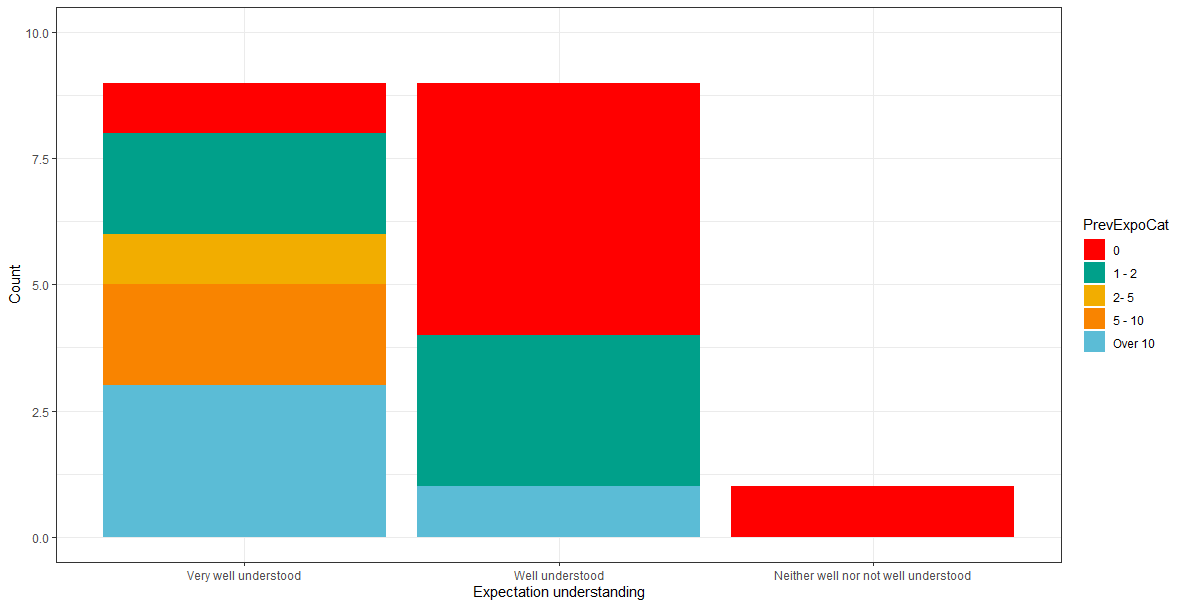 10.0
7.5
5.0
2.5
0.0
Count
Very well understood
Well understood
Neither well nor not well understood
Expectation understanding
PrevExpoCat
0
1 - 2
2- 5
5 - 10
Over 10